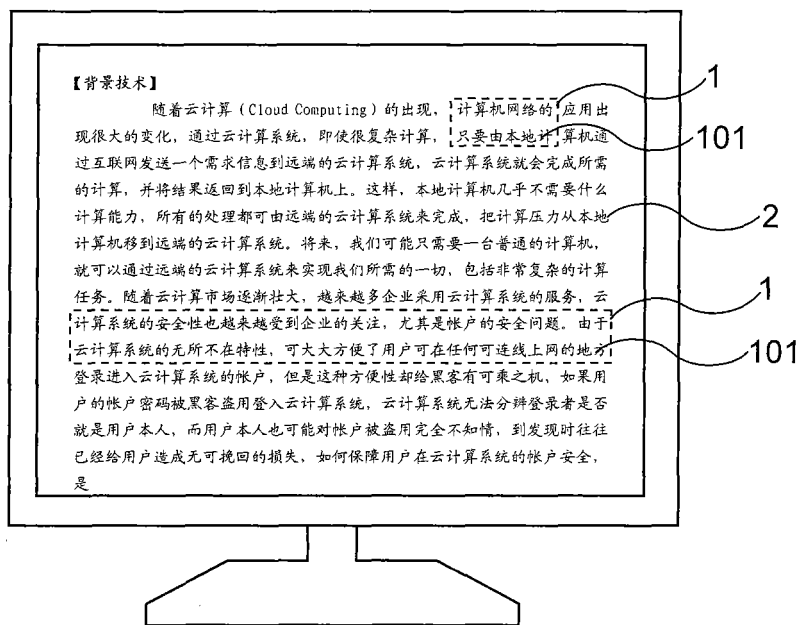 【背景技术】
随着云计算（Cloud Computing）的出现，计算机网络的应用出
现很大的变化，通过云计算系统，即使很复杂计算，只要由本地计算机通
过互联网发送一个需求信息到远端的云计算系统，云计算系统就会完成所需
的计算，并将结果返回到本地计算机上。这样，本地计算机几乎不需要什么
计算能力，所有的处理都可由远端的云计算系统来完成，把计算压力从本地
计算机移到远端的云计算系统。将来，我们可能只需要一台普通的计算机，
就可以通过远端的云计算系统来实现我们所需的一切，包括非常复杂的计算
任务。随着云计算市场逐渐壮大，越来越多企业采用云计算系统的服务，云
计算系统的安全性也越来越受到企业的关注，尤其是帐户的安全问题。由于
云计算系统的无所不在特性，可大大方便了用户可在任何可连线上网的地方
登录进入云计算系统的帐户，但是这种方便性却给黑客有可乘之机，如果用
户的帐户密码被黑客盗用登入云计算系统，云计算系统无法分辨登录者是否
就是用户本人，而用户本人也可能对帐户被盗用完全不知情，到发现时往往
已经给用户造成无可挽回的损失，如何保障用户在云计算系统的帐户安全，
是
1
101
2
1
101